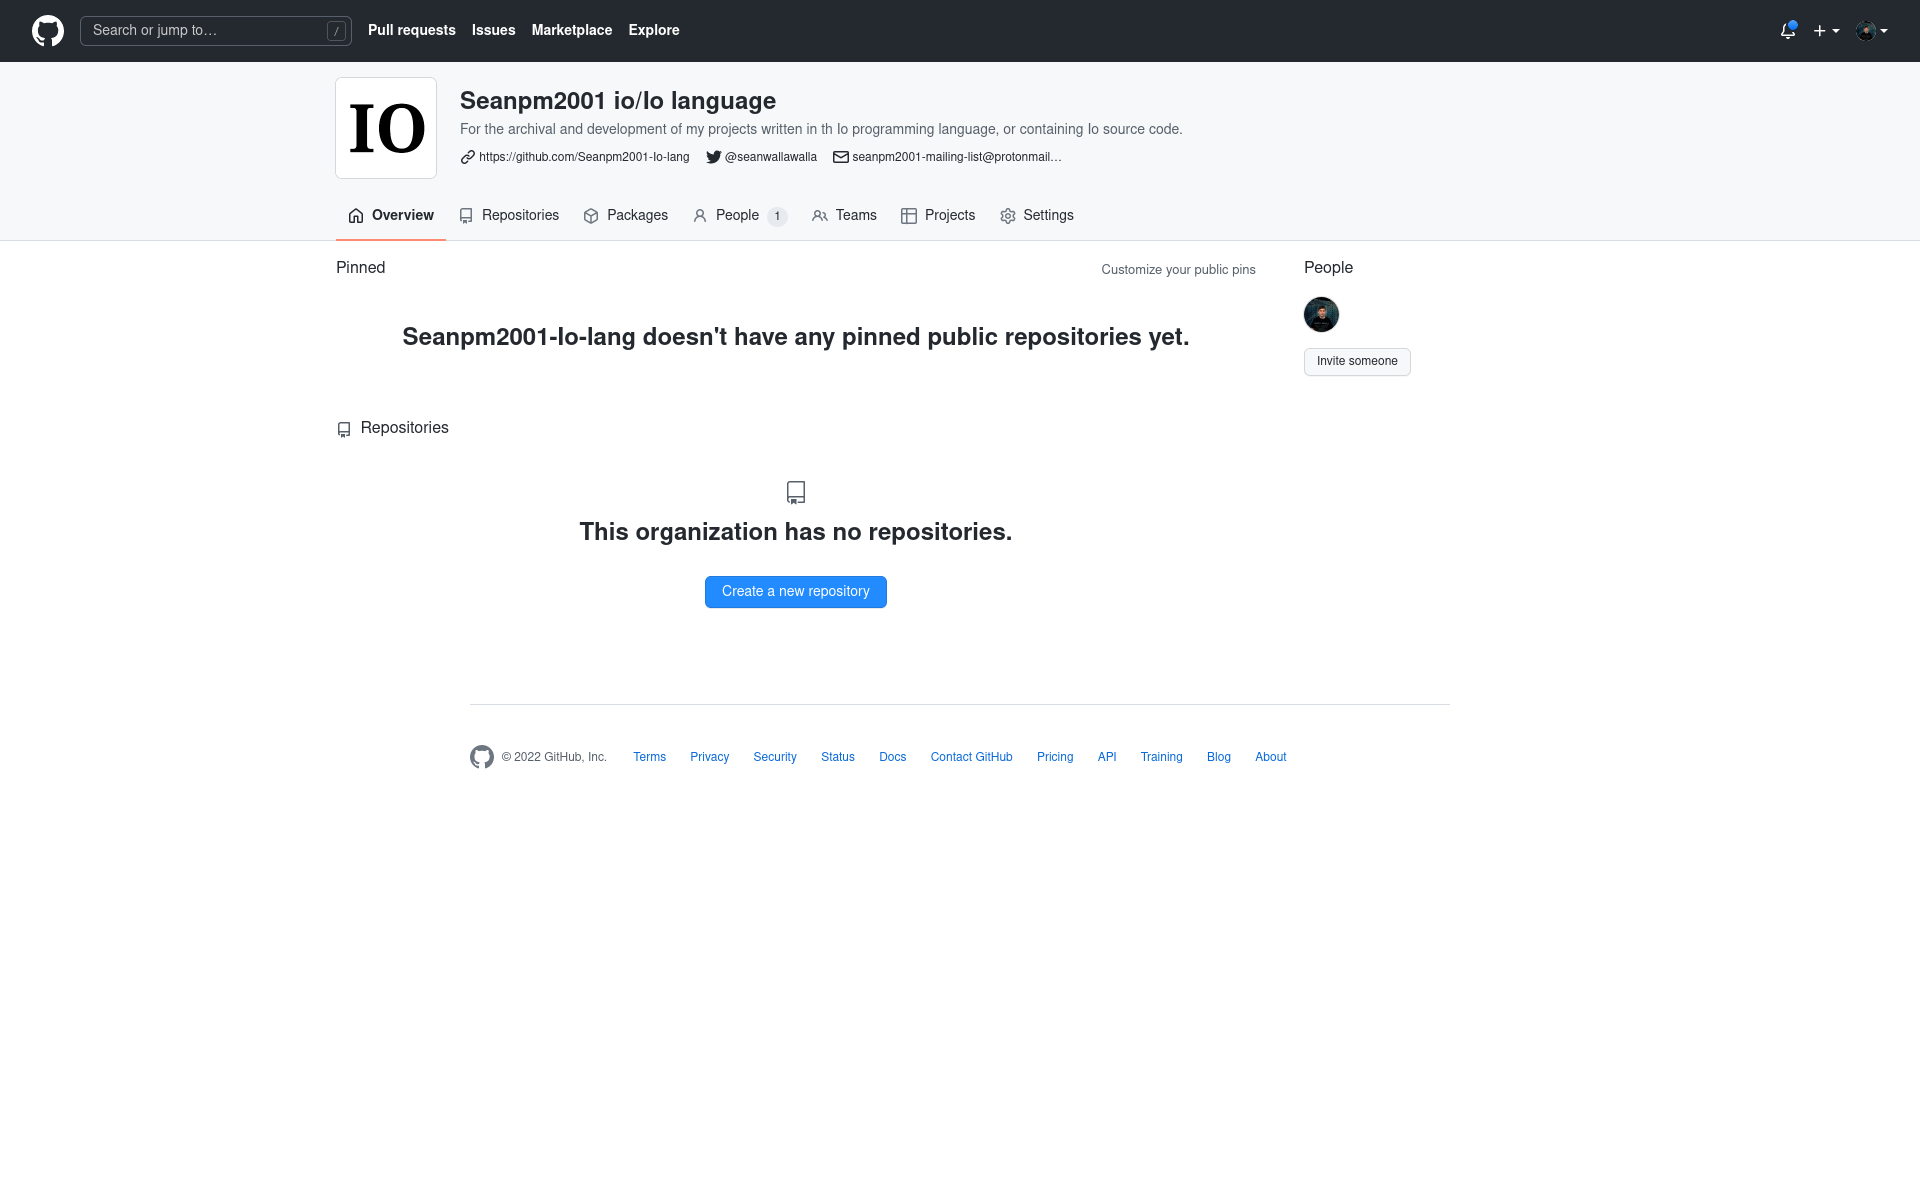 Search or jump to… /
Pull requests Issues Marketplace Explore
IO
Seanpm2001 io/Io language
For the archival and development of my projects written in th Io programming language, or containing Io source code.
https://github.com/Seanpm2001-Io-lang @seanwallawalla seanpm2001-mailing-list@protonmail…
Overview Repositories Packages People 1 Teams Projects Settings
Pinned Customize your public pins
Seanpm2001-Io-lang doesn't have any pinned public repositories yet.
People
Invite someone
Repositories
This organization has no repositories.
Create a new repository
© 2022 GitHub, Inc. Terms Privacy Security Status Docs Contact GitHub Pricing API Training Blog About